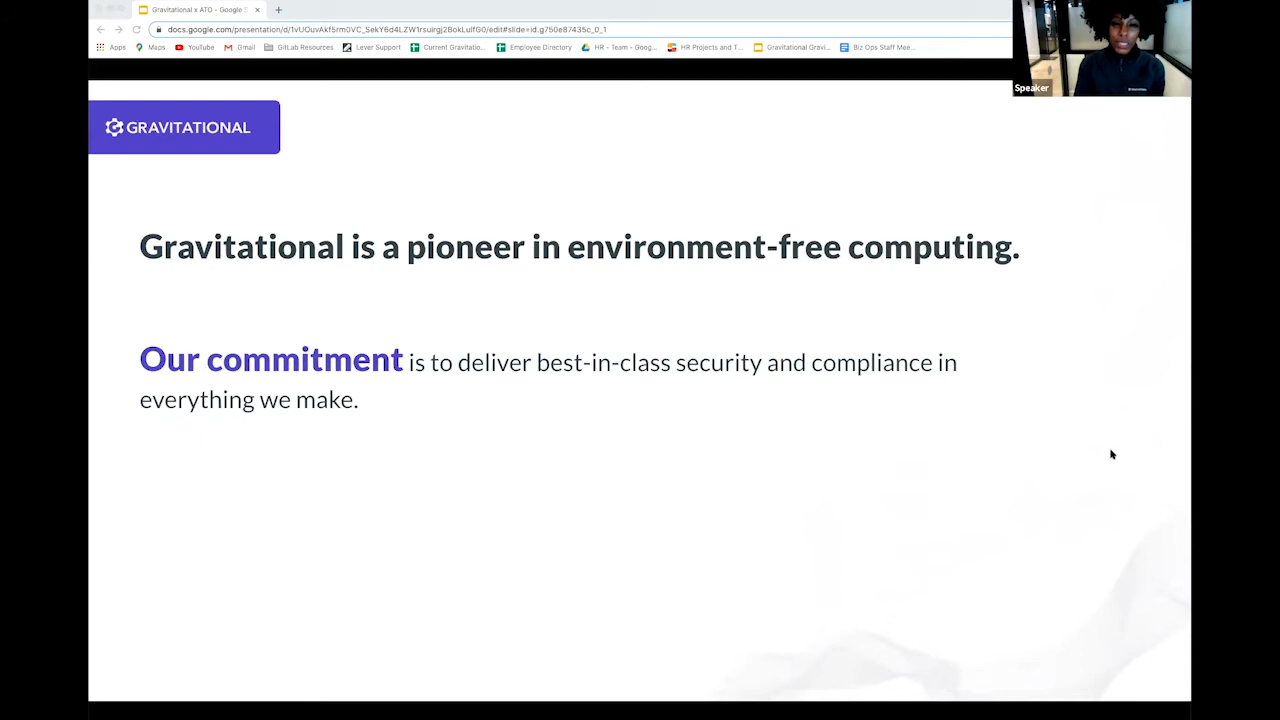 Gravitational x ATO - Google S
docs.google.com/presentation/d/1vUQuvAkf5rm0VC_SekY6d4LZW1rsuirgj2BokLulfG0/edit#slide=id.g750e87435c_0_1
Apps Maps YouTube Gmail GitLab Resources Lever Support Current Gravitatio... Employee Directory HR - Team - Goog... HR Projects and T... Gravitational Gravi... Biz Ops Staff Mee...
Speaker
GRAVITATIONAL
Gravitational is a pioneer in environment-free computing.
Our commitment is to deliver best-in-class security and compliance in
everything we make.